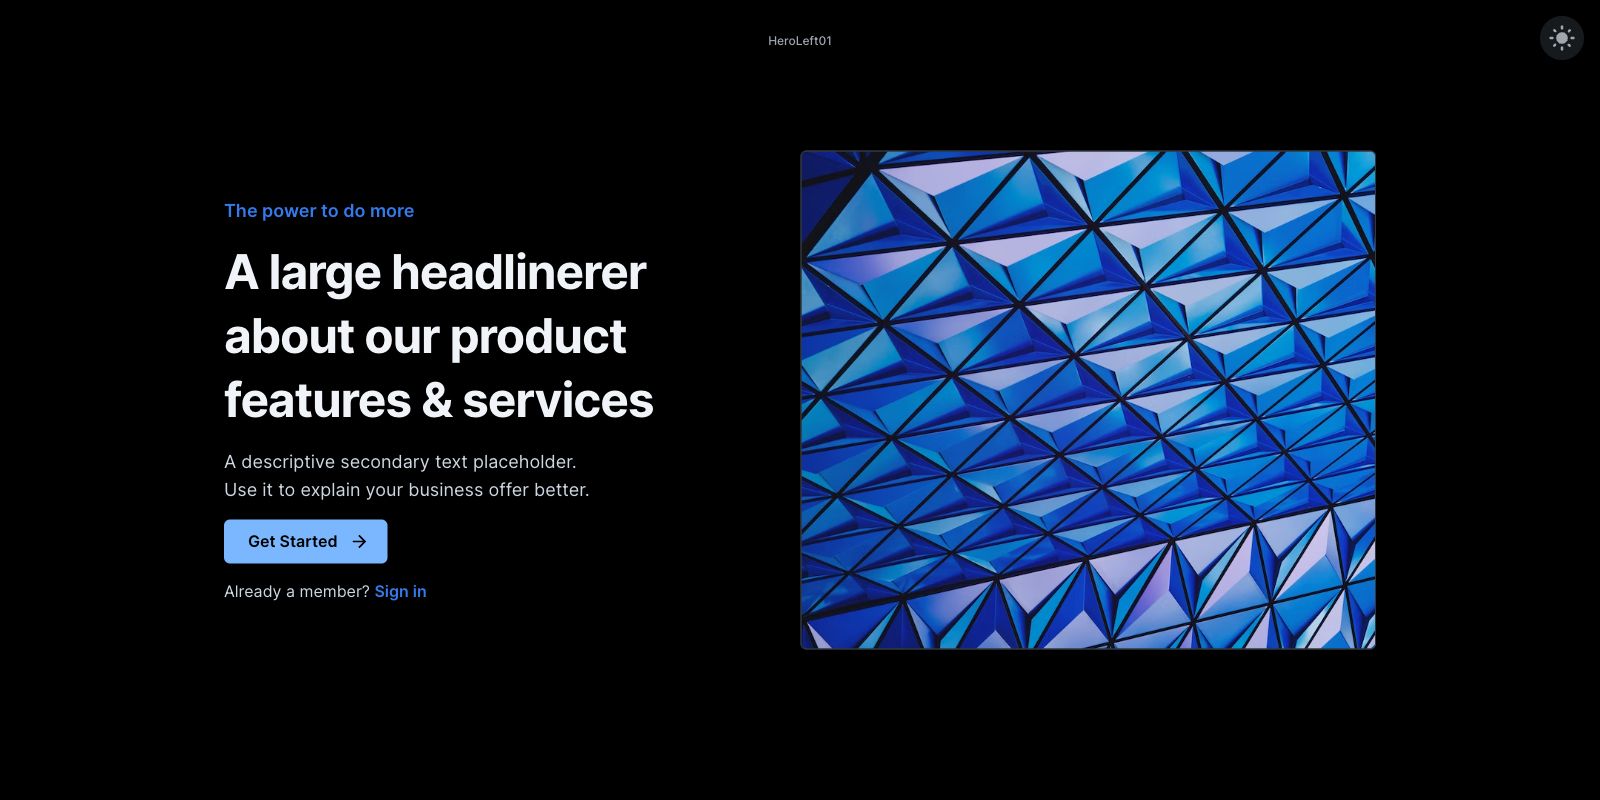 HeroLeft01
The power to do more
A large headlinerer
about our product
features & services
A descriptive secondary text placeholder.
Use it to explain your business offer better.
Get Started
Already a member? Sign in